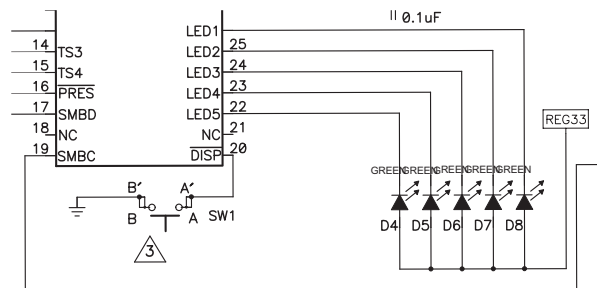 LED1
0.1uF
14 TS3
LED2 25
15 TS4
LED3 24
16 PRES
LED4 23
17 SMBD
LED5 22
18 NC
NC 21
19 SMBC
DISP 20
REG33
GREEN GREEN GREEN GREEN GREEN
B' A'
B A SW1
D4 D5 D6 D7 D8
3